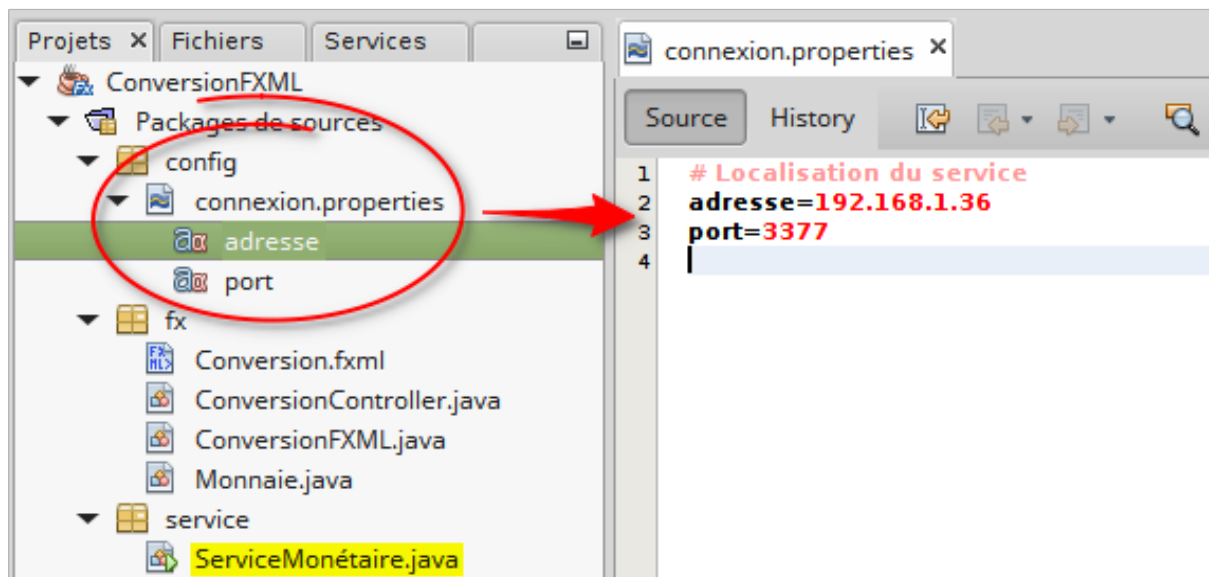 Projets
Fichiers
Services
ConversionFXML
Packages de sources
config
connexion.properties
adresse
port
fx
Conversion.fxml
ConversionController.java
ConversionFXML.java
Monnaie.java
service
ServiceMonétaire.java
connexion.properties
Source
History
1 # Localisation du service
2 adresse=192.168.1.36
3 port=3377
4